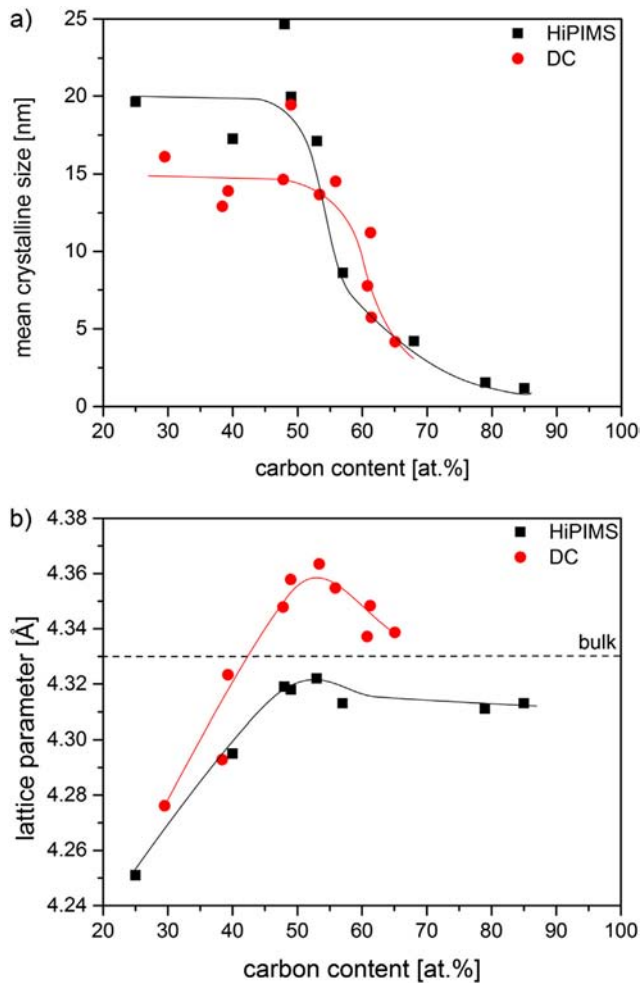 a)
HiPIMS
DC
25
20
15
10
5
0
mean crystalline size [nm]
20 30 40 50 60 70 80 90 100
carbon content [at.%]
b)
HiPIMS
DC
4.38
4.36
4.34
4.32
4.30
4.28
4.26
4.24
lattice parameter [Å]
bulk
20 30 40 50 60 70 80 90 100
carbon content [at.%]